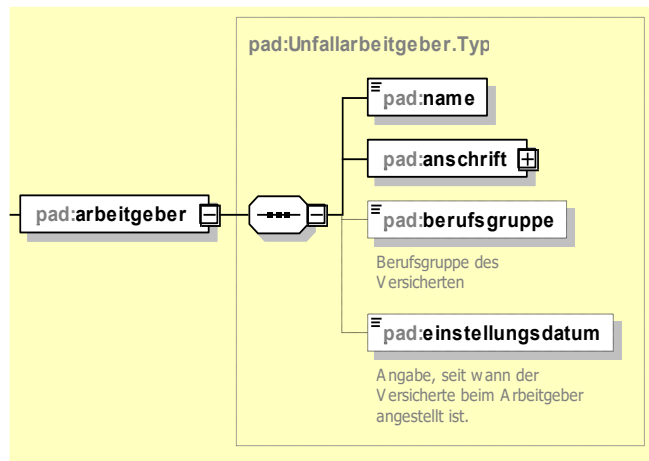 pad:Unfallarbeitgeber.Typ
pad:name
pad:anschrift
pad:arbeitgeber
pad:berufsgruppe
Berufsgruppe des
Versicherten
pad:einstellungsdatum
Angabe, seit wann der
Versicherte beim Arbeitgeber
angestellt ist.